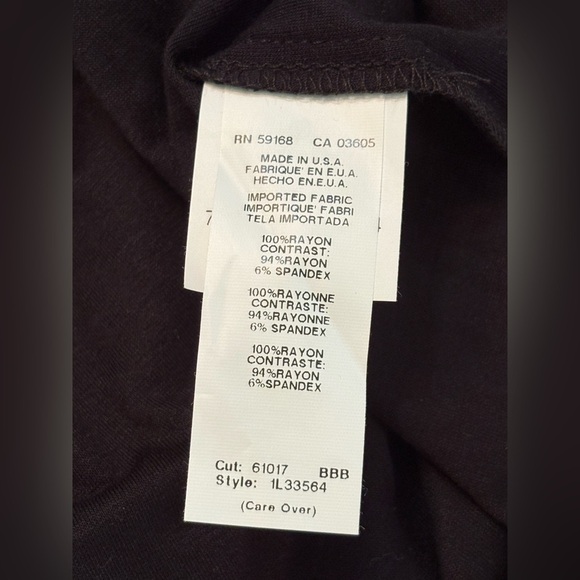 RN 59168 CA 03605
MADE IN U.S.A.
FABRIQUE' EN E.U.A.
HECHO EN.E.U.A.
IMPORTED FABRIC
IMPORTIQUE' FABRI
TELA IMPORTADA
100%RAYON
CONTRAST:
94%RAYON
6% SPANDEX
100%RAYONNE
CONTRASTE:
94%RAYONNE
6% SPANDEX
100%RAYON
CONTRASTE:
94%RAYON
6%SPANDEX
Cut: 61017 BBB
Style: 1L33564
(Care Over)